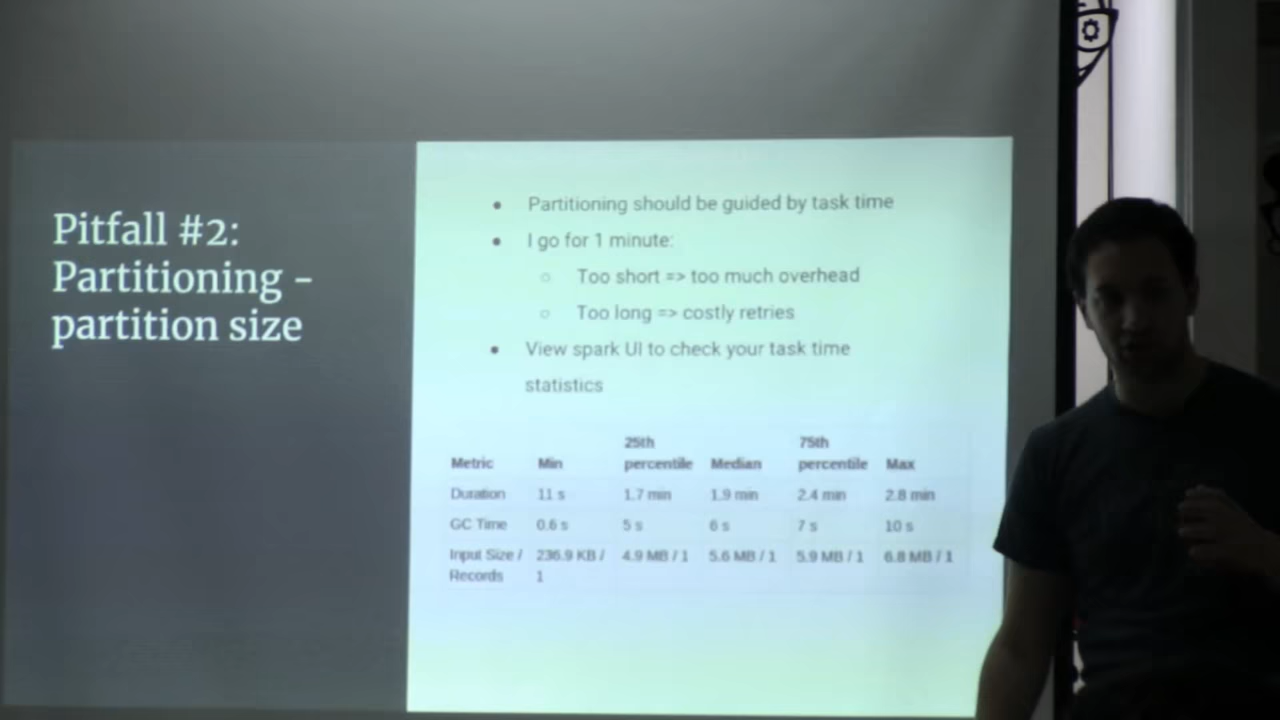 Pitfall #2:
Partitioning -
partition size
• Partitioning should be guided by task time
• I go for 1 minute:
○ Too short => too much overhead
○ Too long => costly retries
• View spark UI to check your task time
statistics
Metric Min 25th percentile Median 75th percentile Max
Duration 11 s 1.7 min 1.9 min 2.4 min 2.8 min
GC Time 0.6 s 5 s 6 s 7 s 10 s
Input Size / Records 236.9 KB / 1 4.9 MB / 1 5.6 MB / 1 5.9 MB / 1 6.8 MB / 1